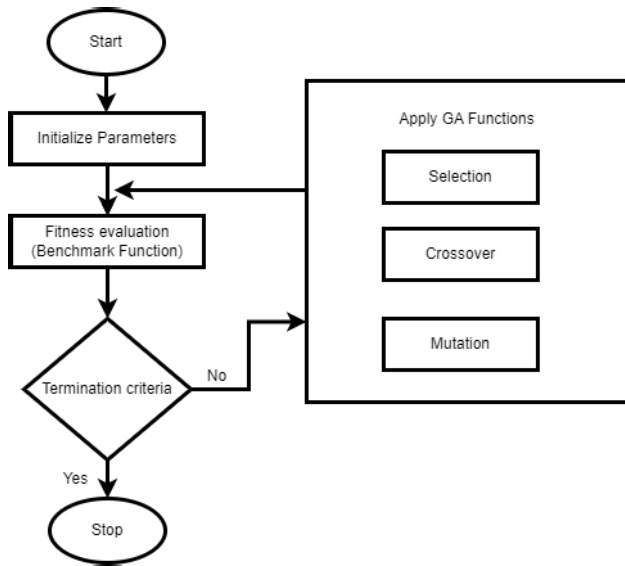 Start
Initialize Parameters
Fitness evaluation
(Benchmark Function)
Termination criteria
No
Yes
Stop
Apply GA Functions
Selection
Crossover
Mutation